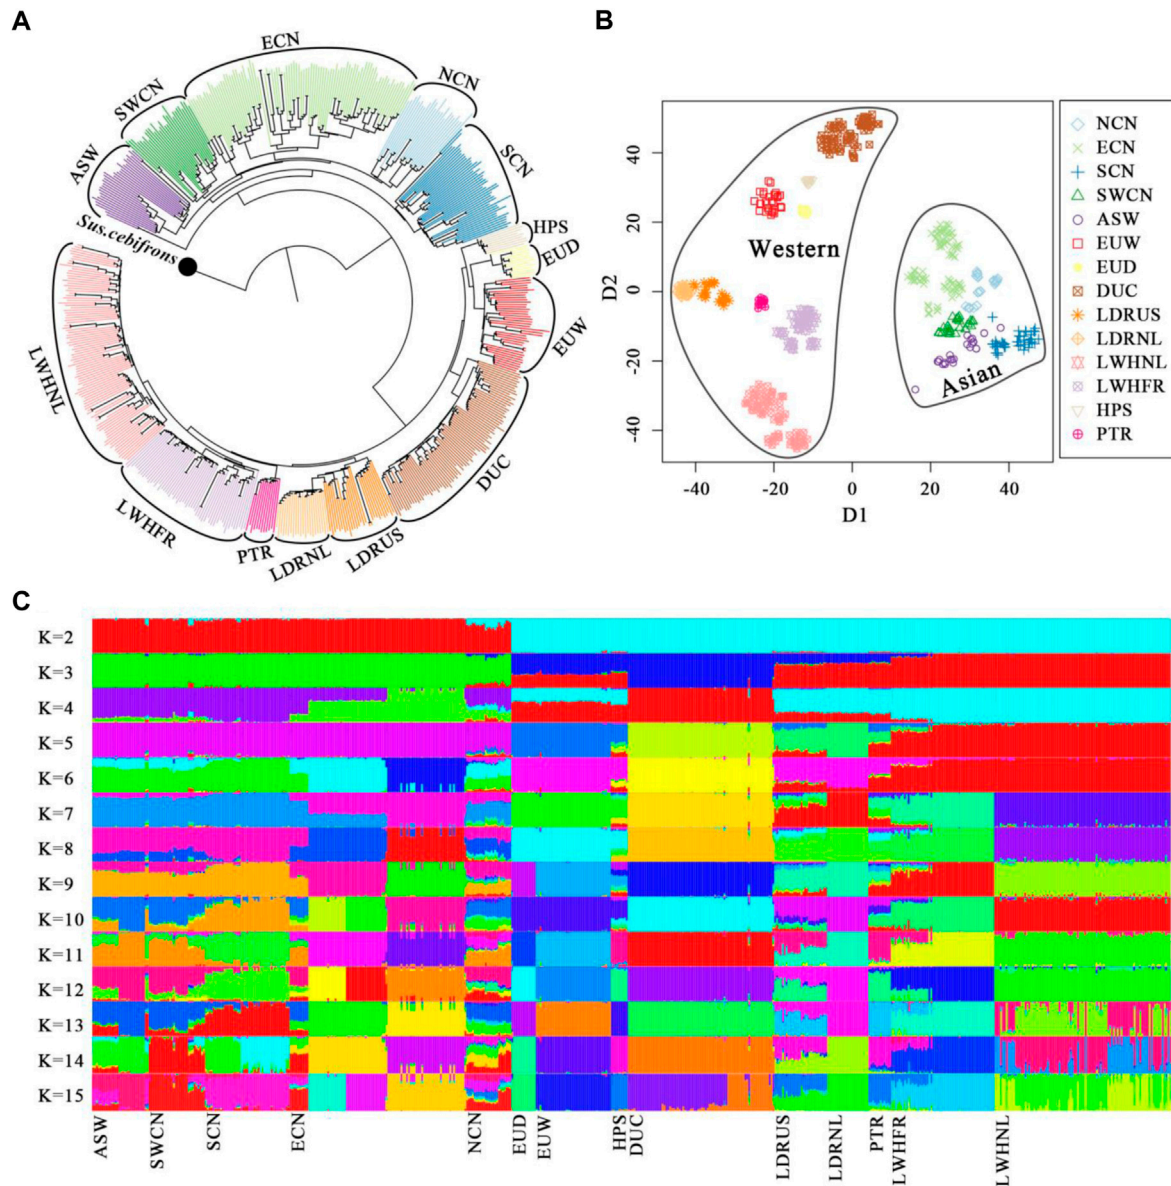 A
ECN
NCN
SWCN
SCN
ASW
Sus.cebifrons
HPS
EUD
EUW
LWHNL
DUC
LWHFR
PTR
LDRNL
LDRUS
B
D2
40
20
0
-20
-40
Western
Asian
-40
-20
0
20
40
D1
NCN
ECN
SCN
SWCN
ASW
EUW
EUD
DUC
LDRUS
LDRNL
LWHNL
LWHFR
HPS
PTR
C
K=2
K=3
K=4
K=5
K=6
K=7
K=8
K=9
K=10
K=11
K=12
K=13
K=14
K=15
ASW
SWCN
SCN
ECN
NCN
EUD
EUW
HPS
DUC
LDRUS
LDRNL
PTR
LWHFR
LWHNL